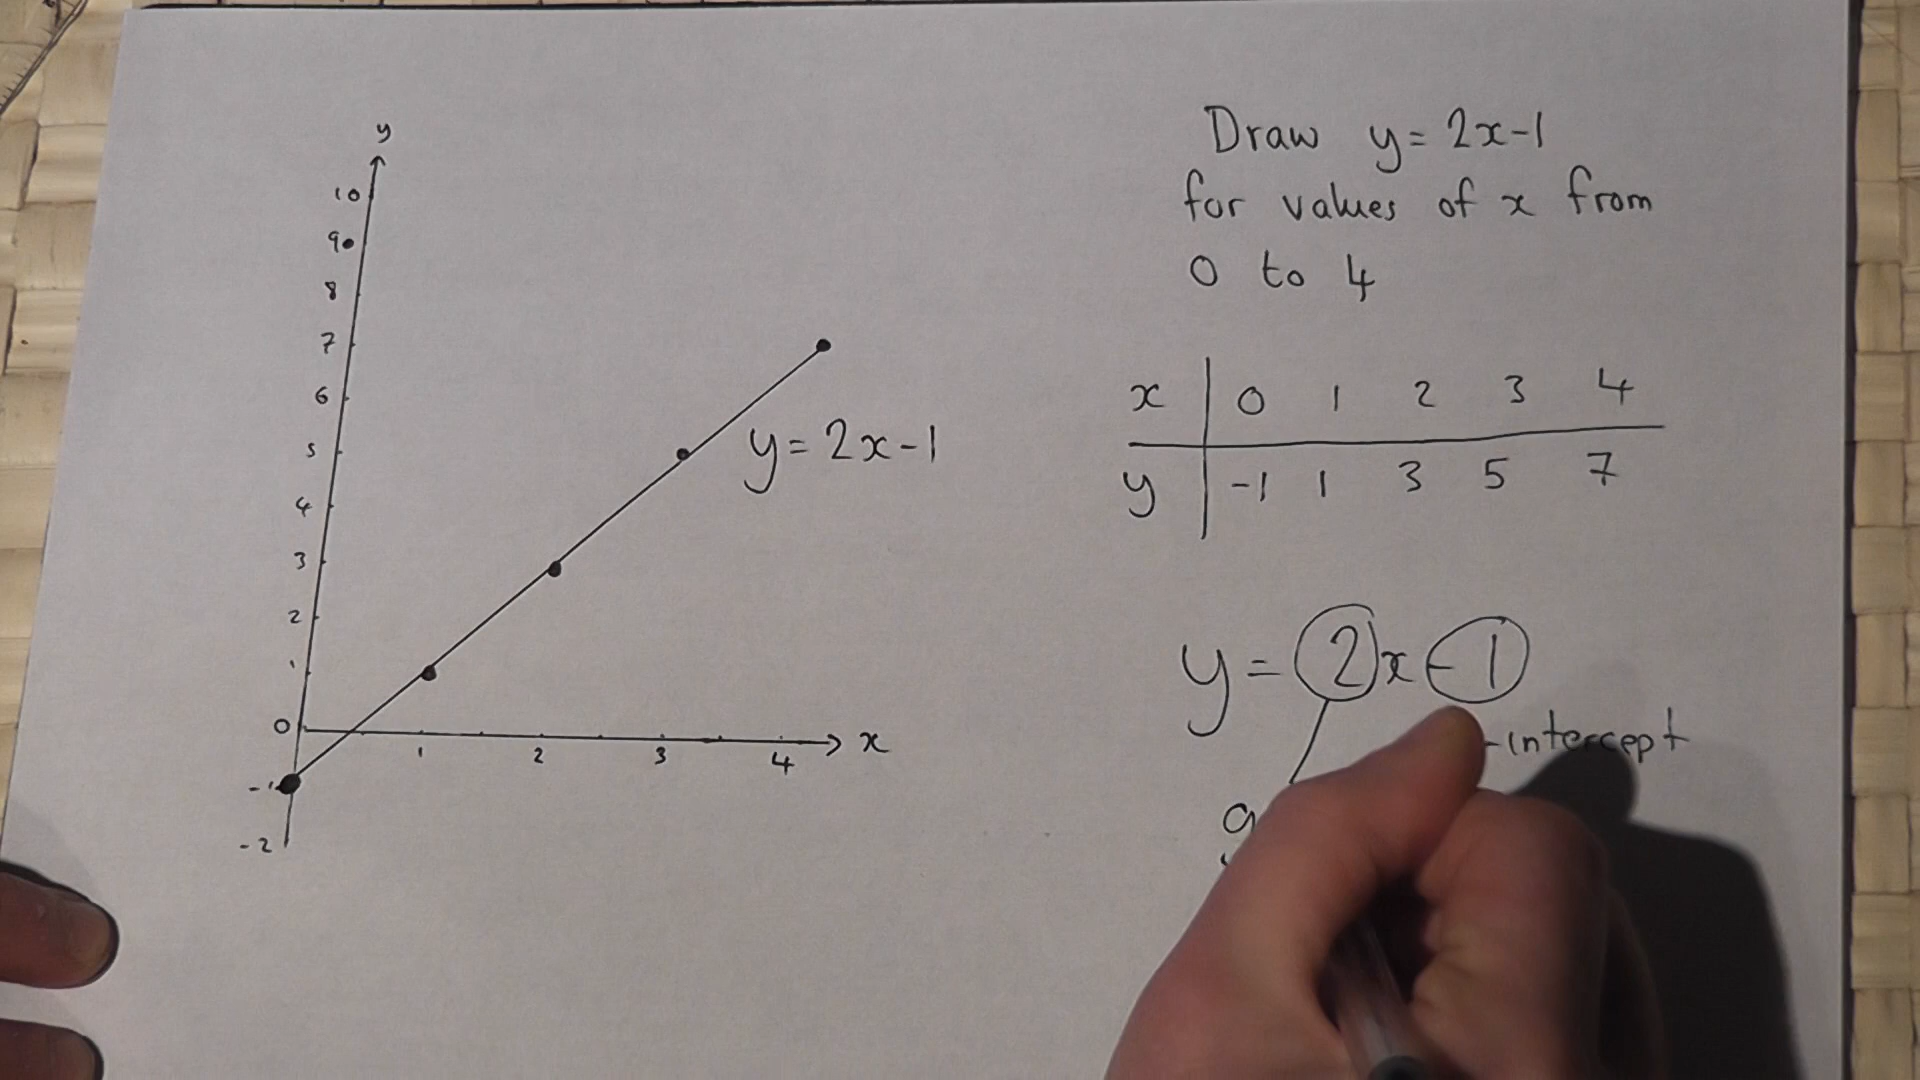 y
10
9
8
7
6
5
4
3
2
1
0
-1
-2
1 2 3 4
x
y = 2x-1
Draw y = 2x-1
for values of x from
0 to 4
x 0 1 2 3 4
y -1 1 3 5 7
y = 2x-1
-intercept